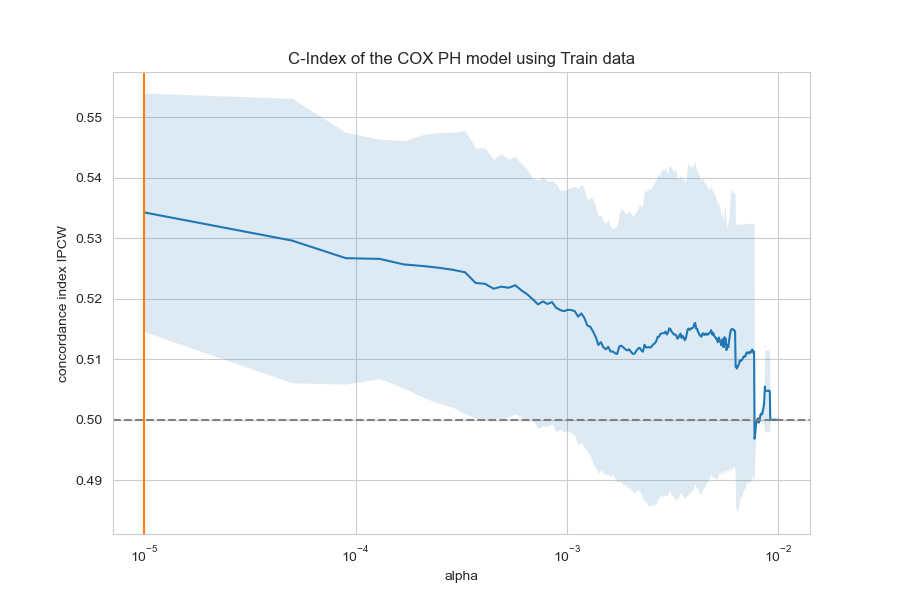 C-Index of the COX PH model using Train data
concordance index IPCW
0.55
0.54
0.53
0.52
0.51
0.50
0.49
10⁻⁵ 10⁻⁴ 10⁻³ 10⁻²
alpha